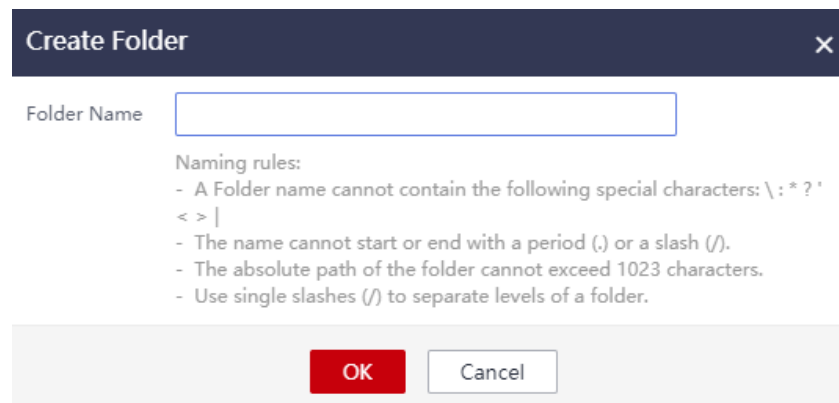 Create Folder ×
Folder Name
Naming rules:
- A Folder name cannot contain the following special characters: \ : * ? '
< > |
- The name cannot start or end with a period (.) or a slash (/).
- The absolute path of the folder cannot exceed 1023 characters.
- Use single slashes (/) to separate levels of a folder.
OK Cancel